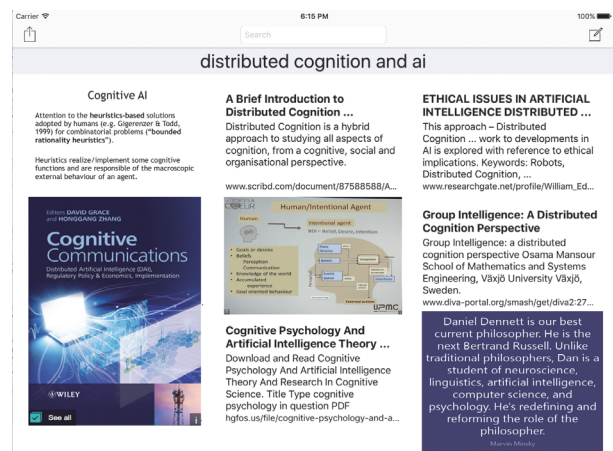 Carrier
6:15 PM
100%
Search
distributed cognition and ai
Cognitive AI
Attention to the heuristics-based solutions
adopted by humans (e.g. Gigerenzer & Todd,
1999) for combinatorial problems ("bounded
rationality heuristics").
Heuristics realize/implement some cognitive
functions and are responsible of the macroscopic
external behaviour of an agent.
Editors DAVID GRACE
and HONGGANG ZHANG
Cognitive
Communications
Distributed Artificial Intelligence (DAI),
Regulatory Policy & Economics, Implementation
WILEY
See all
A Brief Introduction to
Distributed Cognition ...
Distributed Cognition is a hybrid
approach to studying all aspects of
cognition, from a cognitive, social and
organisational perspective.
www.scribd.com/document/87588588/A...
Human/Intentional Agent
Human
Intentional agent
BDI = Belief, Desire, Intention
Goals or desires
Beliefs
Perception
Communication
Knowledge of the world
Accumulated
experience
Goal oriented behaviour
UPMC
Cognitive Psychology And
Artificial Intelligence Theory ...
Download and Read Cognitive
Psychology And Artificial Intelligence
Theory And Research In Cognitive
Science. Title Type cognitive
psychology in question PDF
hgfos.us/file/cognitive-psychology-and-a...
ETHICAL ISSUES IN ARTIFICIAL
INTELLIGENCE DISTRIBUTED ...
This approach – Distributed
Cognition ... work to developments in
AI is explored with reference to ethical
implications. Keywords: Robots,
Distributed Cognition, ...
www.researchgate.net/profile/William_Ed...
Group Intelligence: A Distributed
Cognition Perspective
Group Intelligence: a distributed
cognition perspective Osama Mansour
School of Mathematics and Systems
Engineering, Växjö University Växjö,
Sweden.
www.diva-portal.org/smash/get/diva2:27...
Daniel Dennett is our best
current philosopher. He is the
next Bertrand Russell. Unlike
traditional philosophers, Dan is a
student of neuroscience,
linguistics, artificial intelligence,
computer science, and
psychology. He's redefining and
reforming the role of the
philosopher.
Marvin Minsky